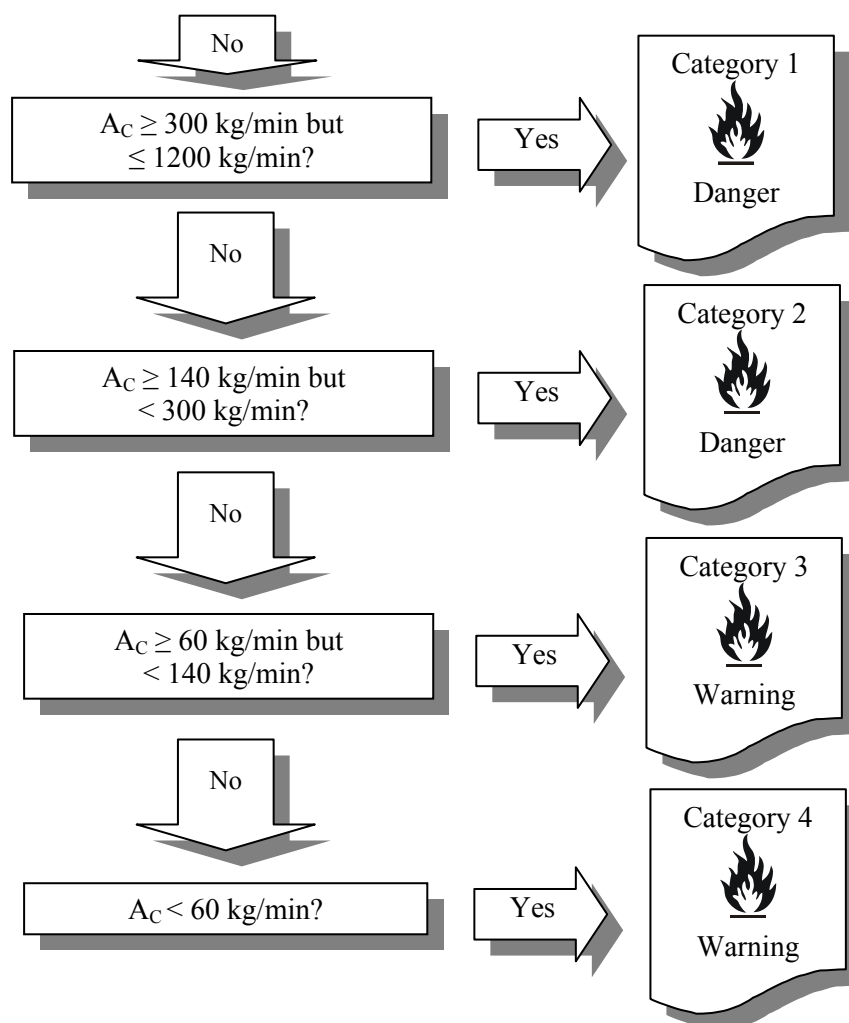 No
A_C ≥ 300 kg/min but
≤ 1200 kg/min?
Yes
Category 1
Danger
No
A_C ≥ 140 kg/min but
< 300 kg/min?
Yes
Category 2
Danger
No
A_C ≥ 60 kg/min but
< 140 kg/min?
Yes
Category 3
Warning
No
A_C < 60 kg/min?
Yes
Category 4
Warning